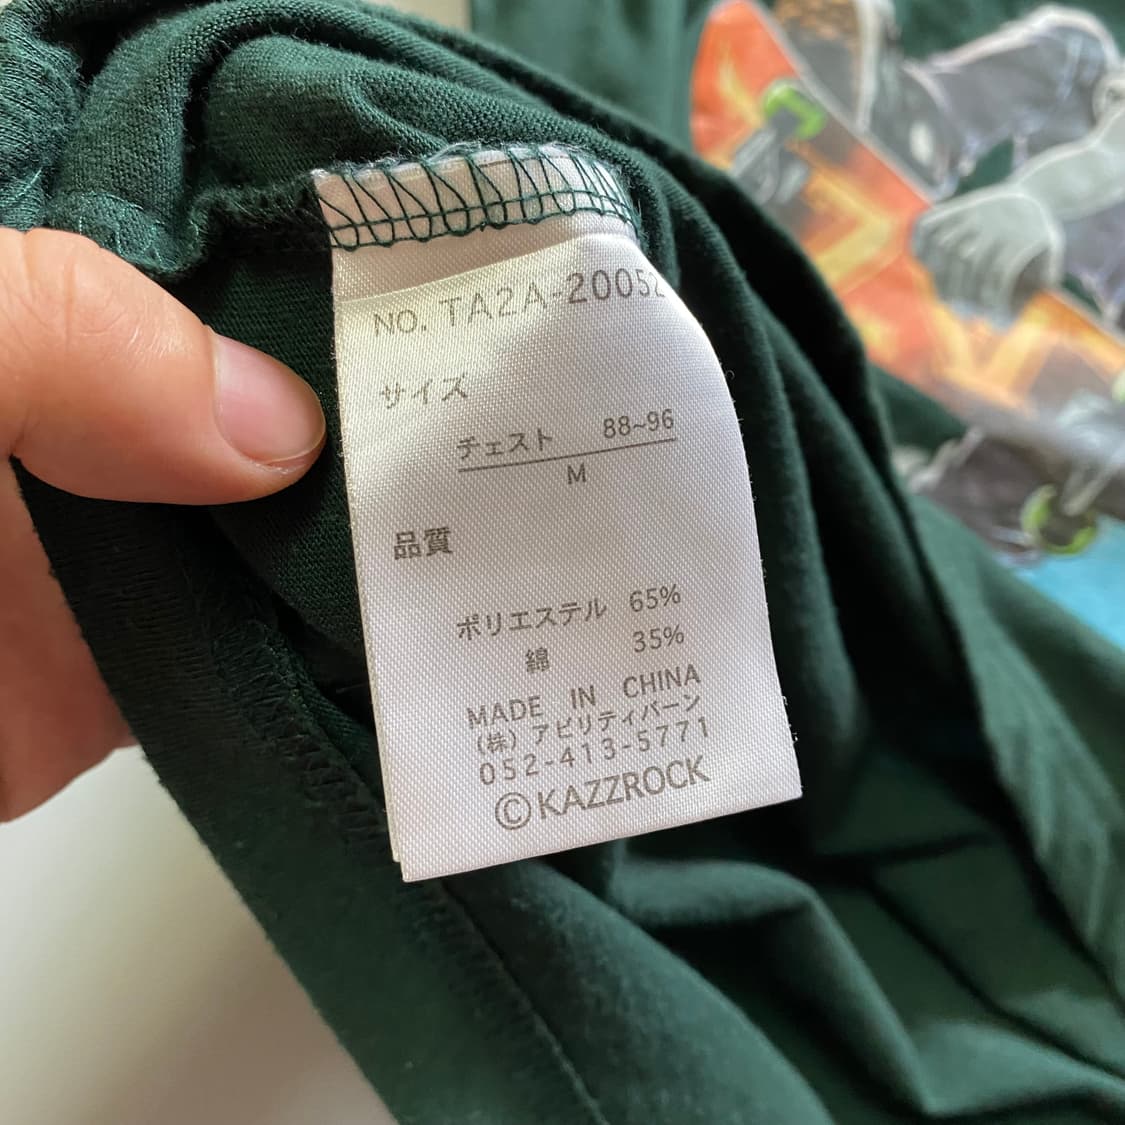 NO. TA2A-20052
サイズ
チェスト 88~96
M
品質
ポリエステル 65%
綿 35%
MADE IN CHINA
(株) アビリティバーン
052-413-5771
©KAZZROCK